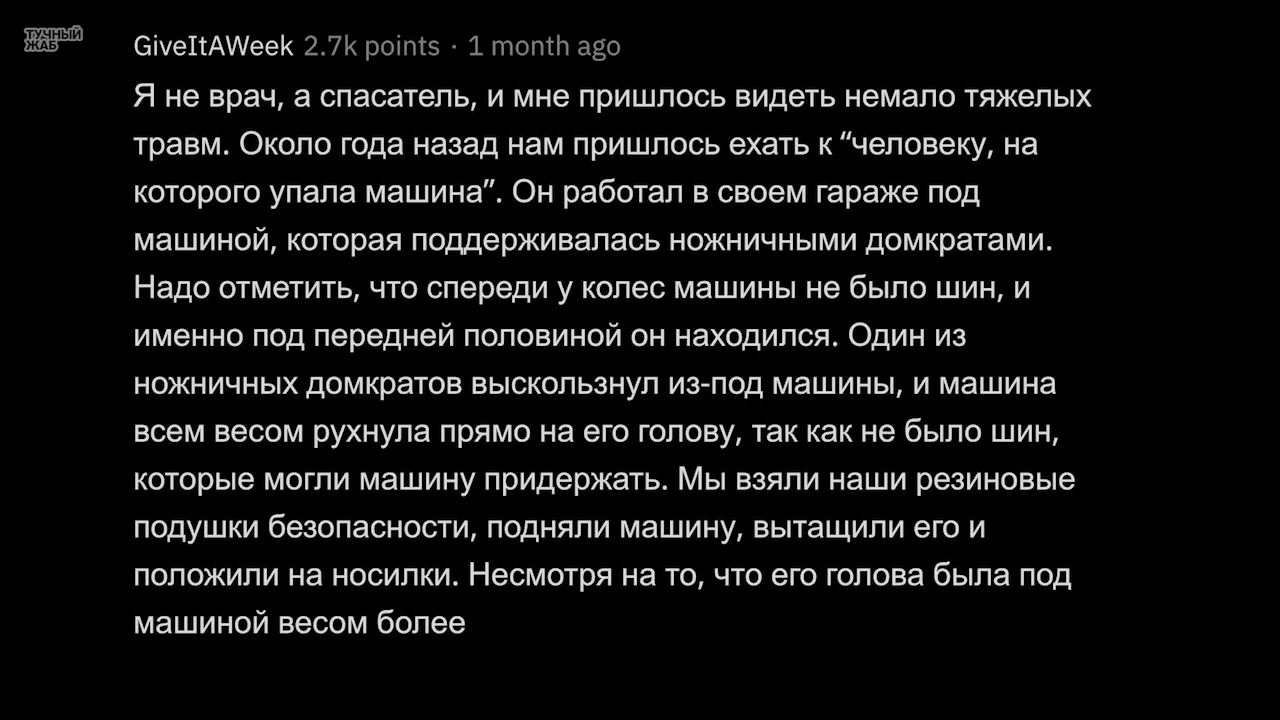 ТУЧНЫЙ
ЖАБ
GiveItAWeek 2.7k points · 1 month ago
Я не врач, а спасатель, и мне пришлось видеть немало тяжелых
травм. Около года назад нам пришлось ехать к “человеку, на
которого упала машина”. Он работал в своем гараже под
машиной, которая поддерживалась ножничными домкратами.
Надо отметить, что спереди у колес машины не было шин, и
именно под передней половиной он находился. Один из
ножничных домкратов выскользнул из-под машины, и машина
всем весом рухнула прямо на его голову, так как не было шин,
которые могли машину придержать. Мы взяли наши резиновые
подушки безопасности, подняли машину, вытащили его и
положили на носилки. Несмотря на то, что его голова была под
машиной весом более